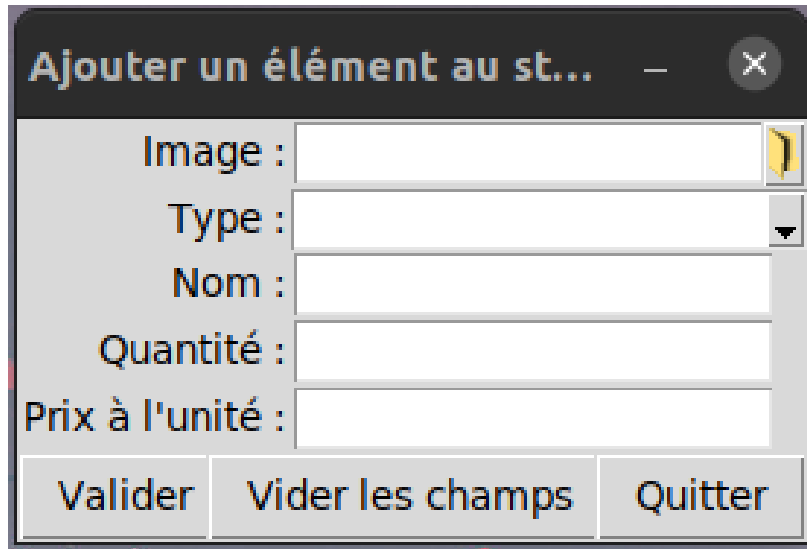 Ajouter un élément au st...
Image :
Type :
Nom :
Quantité :
Prix à l'unité :
Valider Vider les champs Quitter